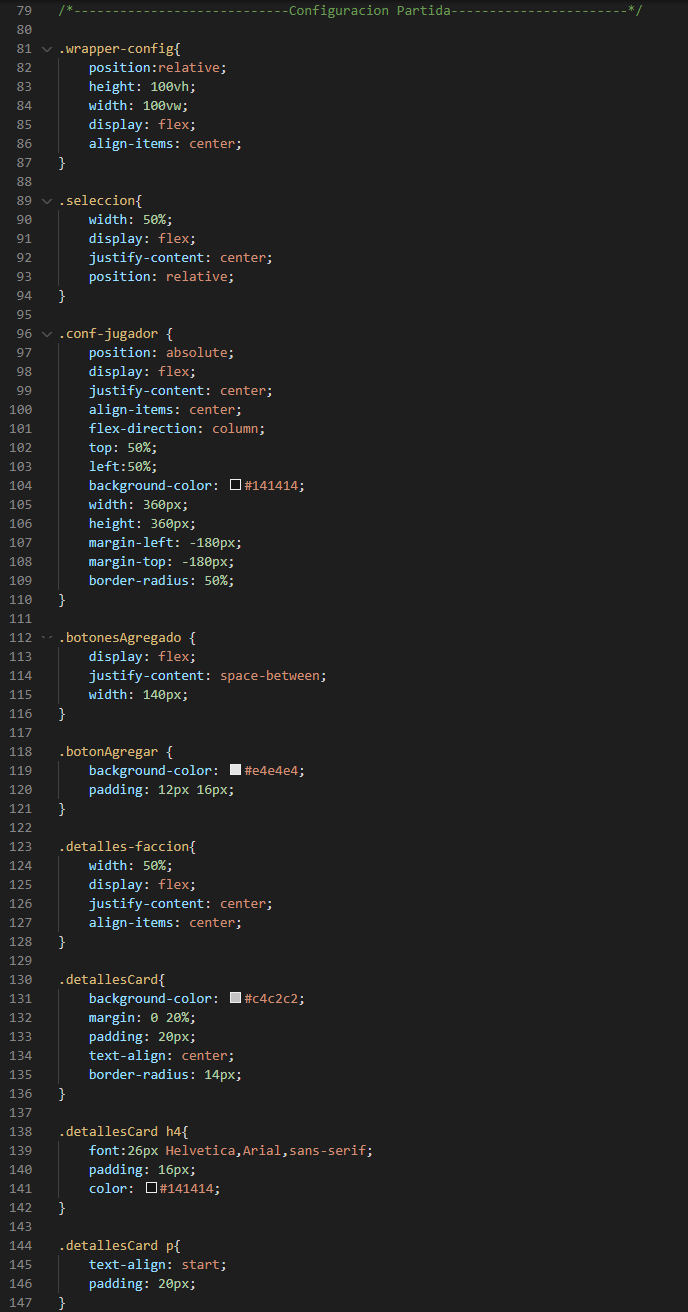 79 /*----------------------------Configuracion Partida-----------------------*/
80
81 .wrapper-config{
82     position:relative;
83     height: 100vh;
84     width: 100vw;
85     display: flex;
86     align-items: center;
87 }
88
89 .seleccion{
90     width: 50%;
91     display: flex;
92     justify-content: center;
93     position: relative;
94 }
95
96 .conf-jugador {
97     position: absolute;
98     display: flex;
99     justify-content: center;
100     align-items: center;
101     flex-direction: column;
102     top: 50%;
103     left:50%;
104     background-color: #141414;
105     width: 360px;
106     height: 360px;
107     margin-left: -180px;
108     margin-top: -180px;
109     border-radius: 50%;
110 }
111
112 .botonesAgregado {
113     display: flex;
114     justify-content: space-between;
115     width: 140px;
116 }
117
118 .botonAgregar {
119     background-color: #e4e4e4;
120     padding: 12px 16px;
121 }
122
123 .detalles-faccion{
124     width: 50%;
125     display: flex;
126     justify-content: center;
127     align-items: center;
128 }
129
130 .detallesCard{
131     background-color: #c4c2c2;
132     margin: 0 20%;
133     padding: 20px;
134     text-align: center;
135     border-radius: 14px;
136 }
137
138 .detallesCard h4{
139     font:26px Helvetica,Arial,sans-serif;
140     padding: 16px;
141     color: #141414;
142 }
143
144 .detallesCard p{
145     text-align: start;
146     padding: 20px;
147 }